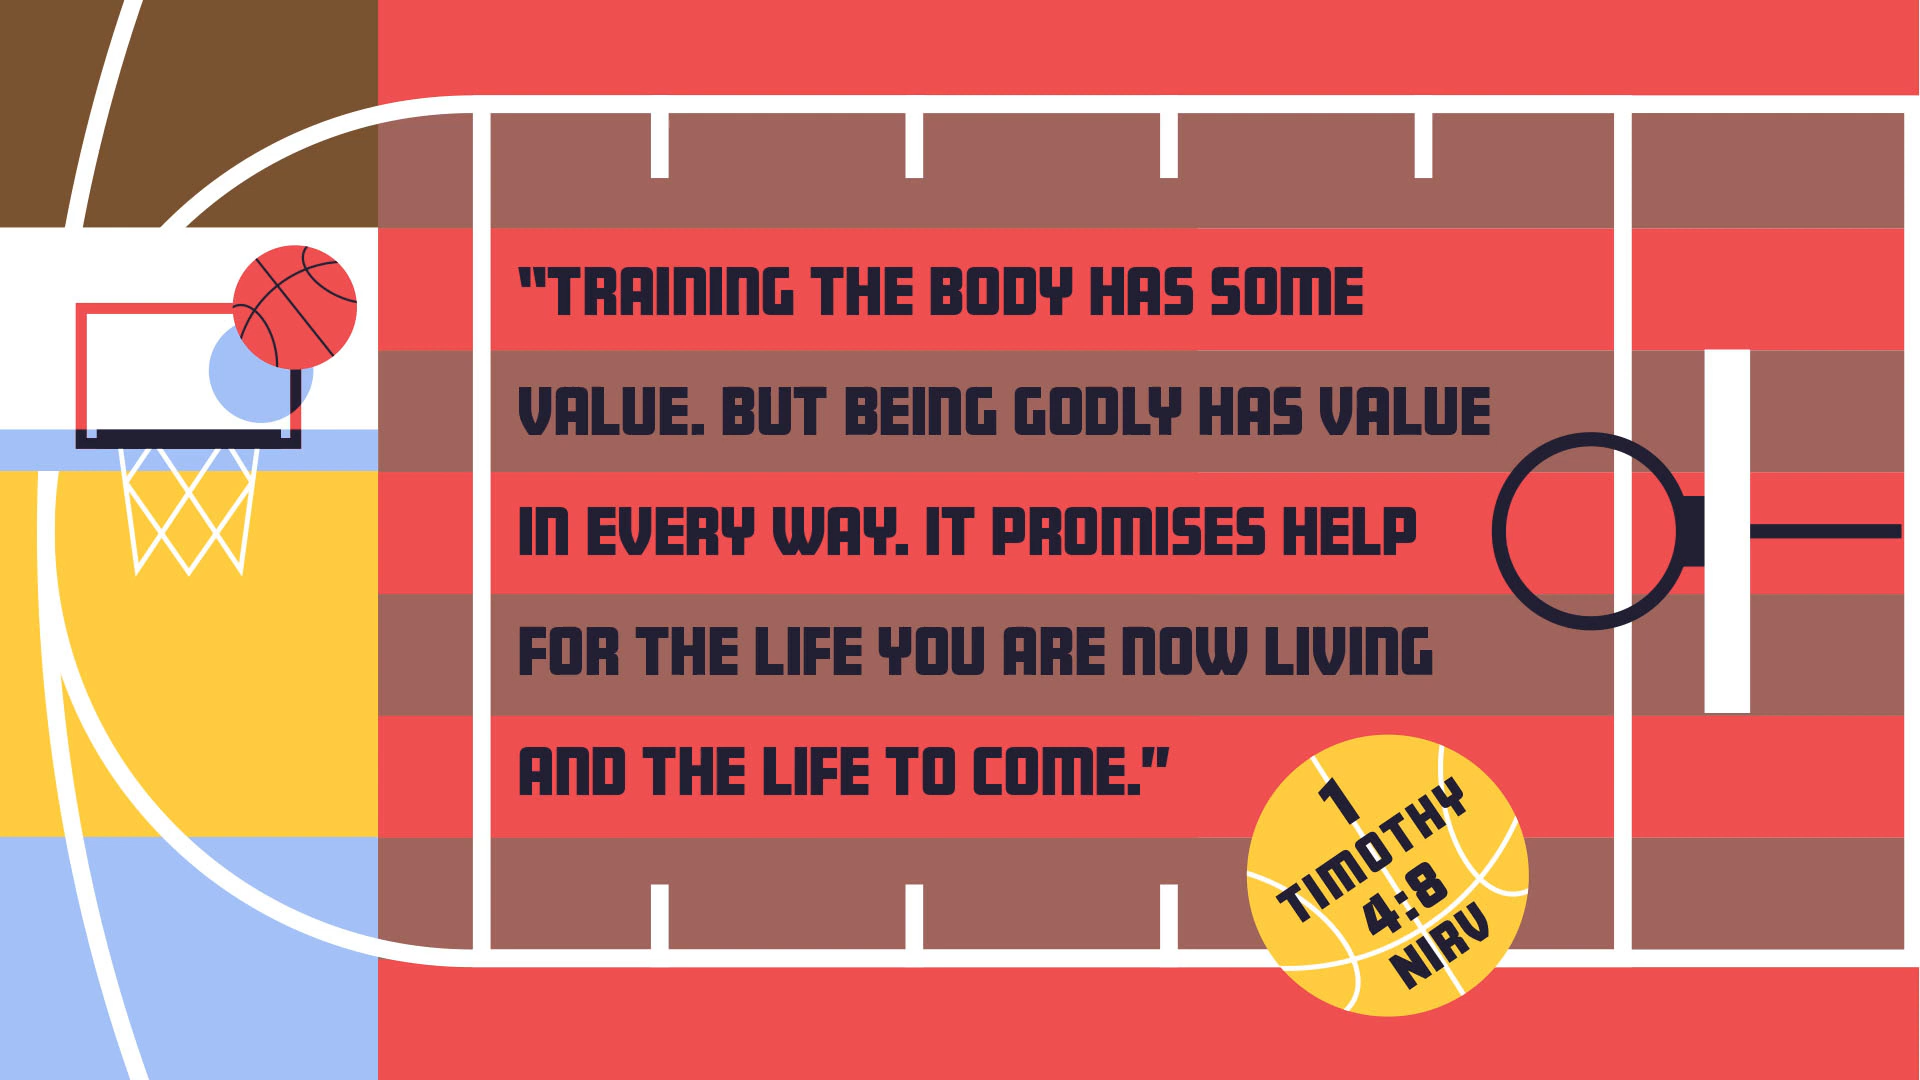 "TRAINING THE BODY HAS SOME
VALUE. BUT BEING GODLY HAS VALUE
IN EVERY WAY. IT PROMISES HELP
FOR THE LIFE YOU ARE NOW LIVING
AND THE LIFE TO COME."
1
TIMOTHY
4:8
NIRV